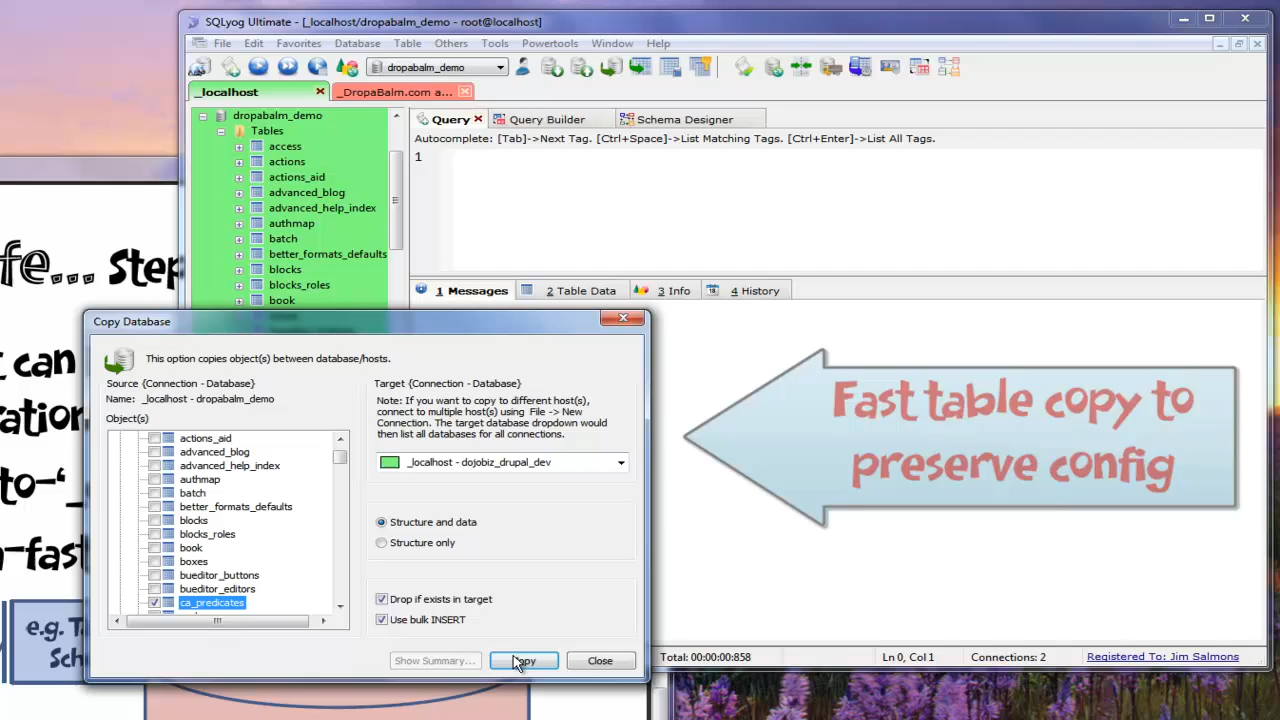 SQLyog Ultimate - [_localhost/dropabalm_demo - root@localhost]
File Edit Favorites Database Table Others Tools Powertools Window Help
dropabalm_demo
_localhost
_DropaBalm.com a...
dropabalm_demo
Tables
access
actions
actions_aid
advanced_blog
advanced_help_index
authmap
batch
better_formats_defaults
blocks
blocks_roles
book
Query
Query Builder
Schema Designer
Autocomplete: [Tab]->Next Tag. [Ctrl+Space]->List Matching Tags. [Ctrl+Enter]->List All Tags.
1
1 Messages
2 Table Data
3 Info
4 History
fe... Step
can
ration
to-'_
n-fast
e.g. T
Sch
Copy Database
This option copies object(s) between database/hosts.
Source {Connection - Database}
Name: _localhost - dropabalm_demo
Object(s)
actions_aid
advanced_blog
advanced_help_index
authmap
batch
better_formats_defaults
blocks
blocks_roles
book
boxes
bueditor_buttons
bueditor_editors
ca_predicates
Target {Connection - Database}
Note: If you want to copy to different host(s),
connect to multiple host(s) using File -> New
Connection. The target database dropdown would
then list all databases for all connections.
_localhost - dojobiz_drupal_dev
Structure and data
Structure only
Drop if exists in target
Use bulk INSERT
Show Summary...
Copy
Close
Fast table copy to
preserve config
Total: 00:00:00:858
Ln 0, Col 1
Connections: 2
Registered To: Jim Salmons